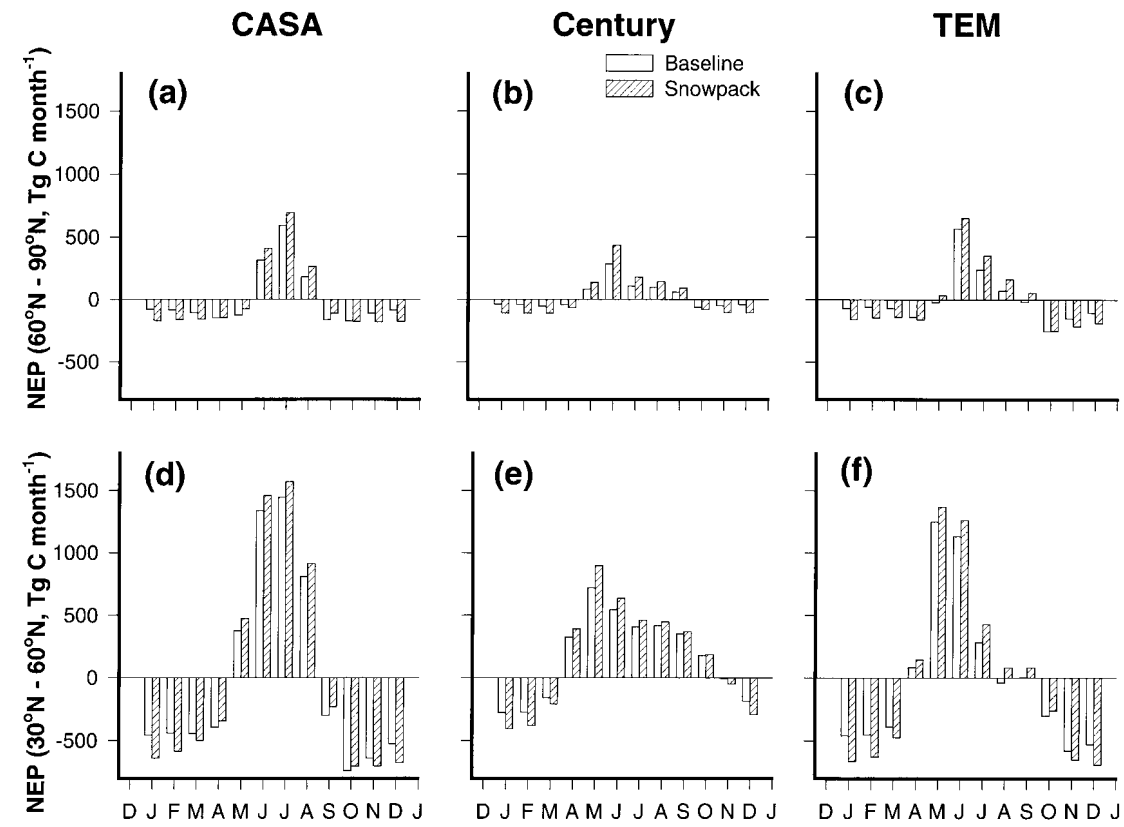 CASA Century TEM
Baseline
Snowpack
(a) (b) (c)
NEP (60°N - 90°N, Tg C month-1)
1500
1000
500
0
-500
(d) (e) (f)
NEP (30°N - 60°N, Tg C month-1)
1500
1000
500
0
-500
D J F M A M J J A S O N D J D J F M A M J J A S O N D J D J F M A M J J A S O N D J